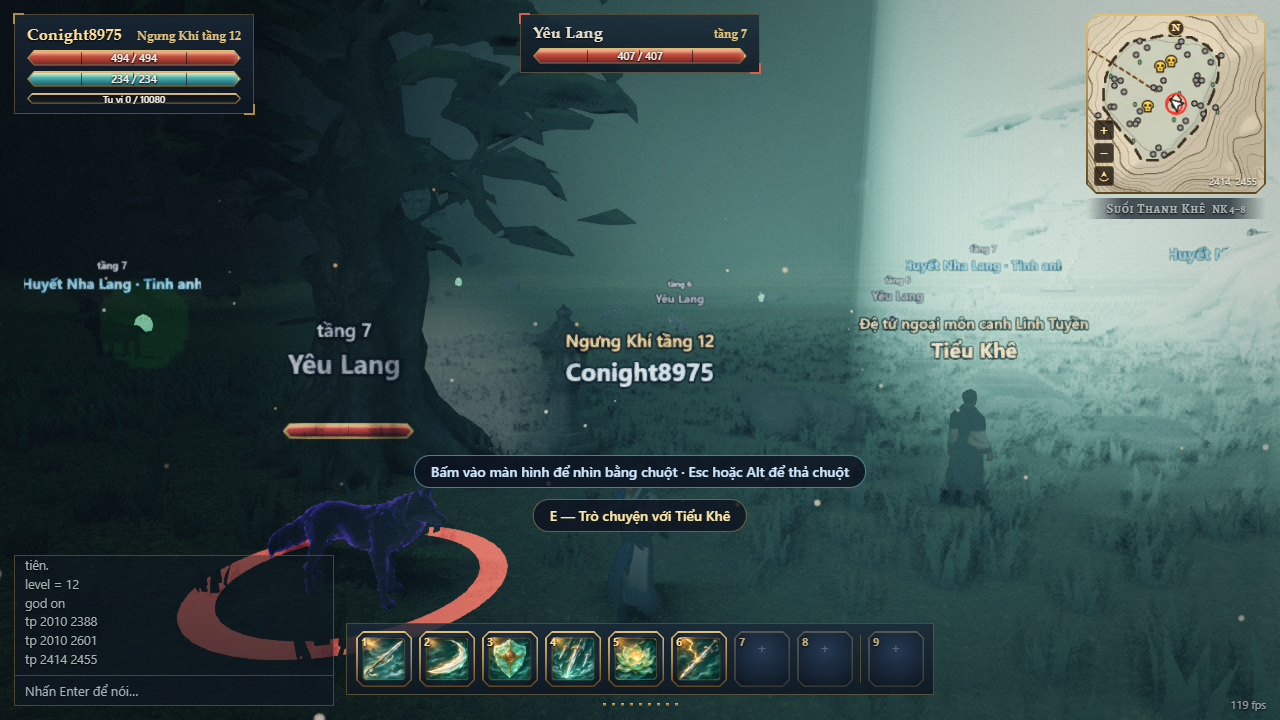 Conight8975 Ngưng Khí tầng 12
494 / 494
234 / 234
Tu vi 0 / 10080
Yêu Lang tầng 7
407 / 407
N
+
−
2414, 2455
Suối Thanh Khê NK 4–8
tầng 7
Huyết Nha Lang · Tinh anh
tầng 7
Yêu Lang
tầng 6
Yêu Lang
Ngưng Khí tầng 12
Conight8975
tầng 7
Huyết Nha Lang · Tinh anh
Huyết N
tầng 6
Yêu Lang
Đệ tử ngoại môn canh Linh Tuyền
Tiểu Khê
Bấm vào màn hình để nhìn bằng chuột · Esc hoặc Alt để thả chuột
E — Trò chuyện với Tiểu Khê
tiên.
level = 12
god on
tp 2010 2388
tp 2010 2601
tp 2414 2455
Nhấn Enter để nói...
1 2 3 4 5 6 7 8 9
+ + +
119 fps